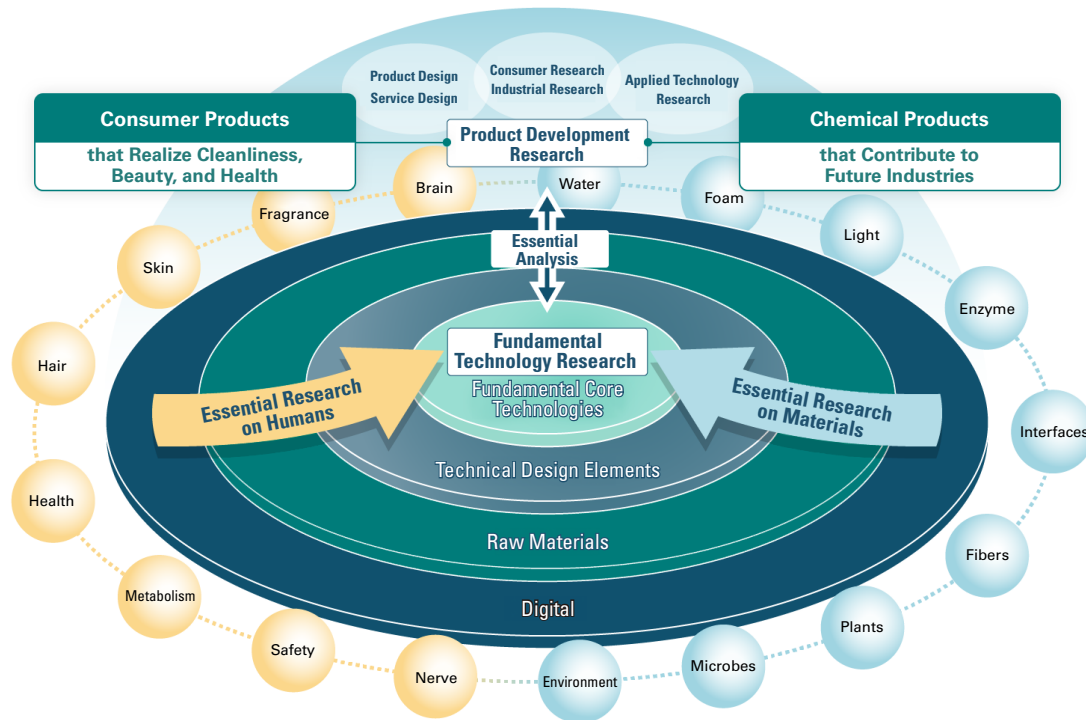 Product Design
Service Design
Consumer Research
Industrial Research
Applied Technology
Research
Consumer Products
that Realize Cleanliness,
Beauty, and Health
Product Development
Research
Chemical Products
that Contribute to
Future Industries
Brain
Water
Foam
Fragrance
Light
Skin
Essential
Analysis
Enzyme
Hair
Fundamental
Technology Research
Fundamental Core
Technologies
Essential Research
on Humans
Essential Research
on Materials
Interfaces
Technical Design Elements
Health
Raw Materials
Fibers
Metabolism
Digital
Plants
Safety
Microbes
Nerve
Environment